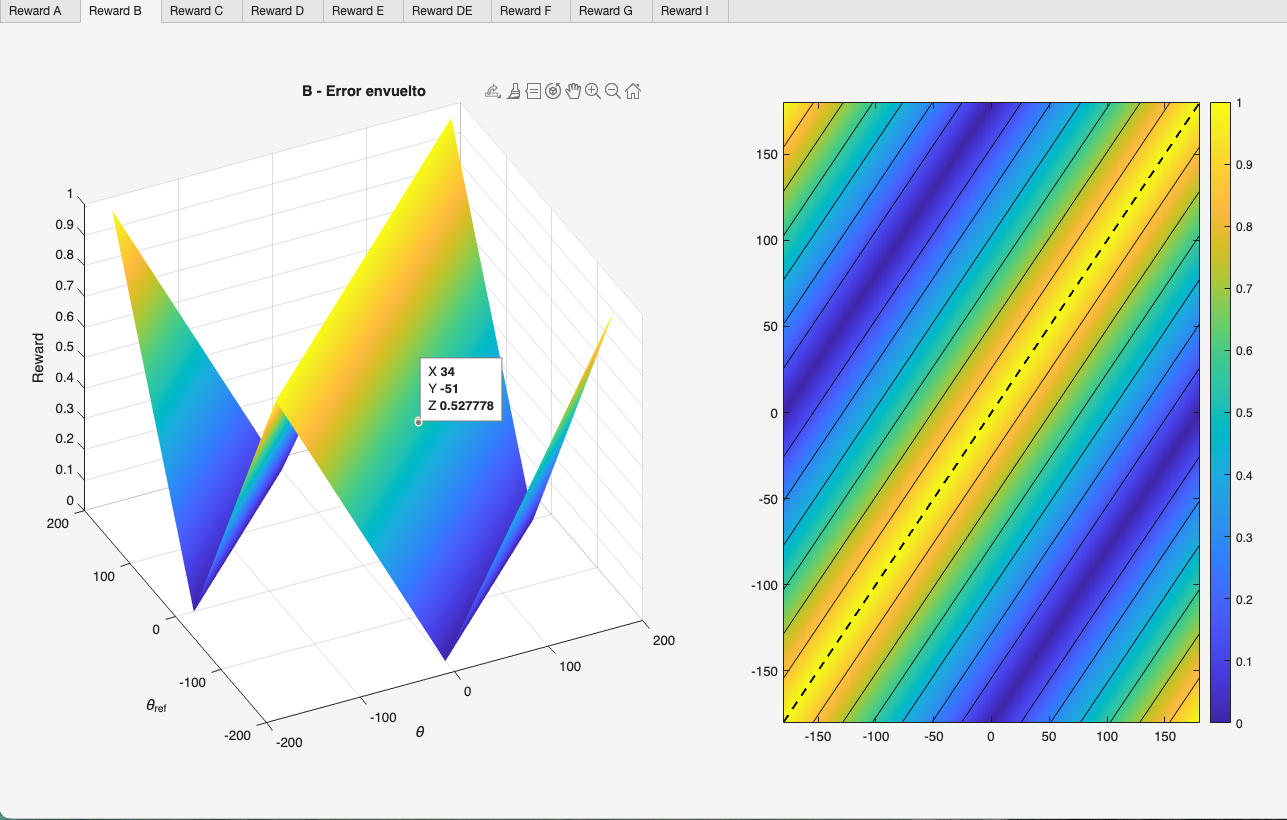 Reward A
Reward B
Reward C
Reward D
Reward E
Reward DE
Reward F
Reward G
Reward I
B - Error envuelto
1
0.9
0.8
0.7
0.6
0.5
0.4
0.3
0.2
0.1
0
Reward
200
100
0
-100
-200
θref
-200
-100
0
100
200
θ
X 34
Y -51
Z 0.527778
150
100
50
0
-50
-100
-150
-150
-100
-50
0
50
100
150
1
0.9
0.8
0.7
0.6
0.5
0.4
0.3
0.2
0.1
0